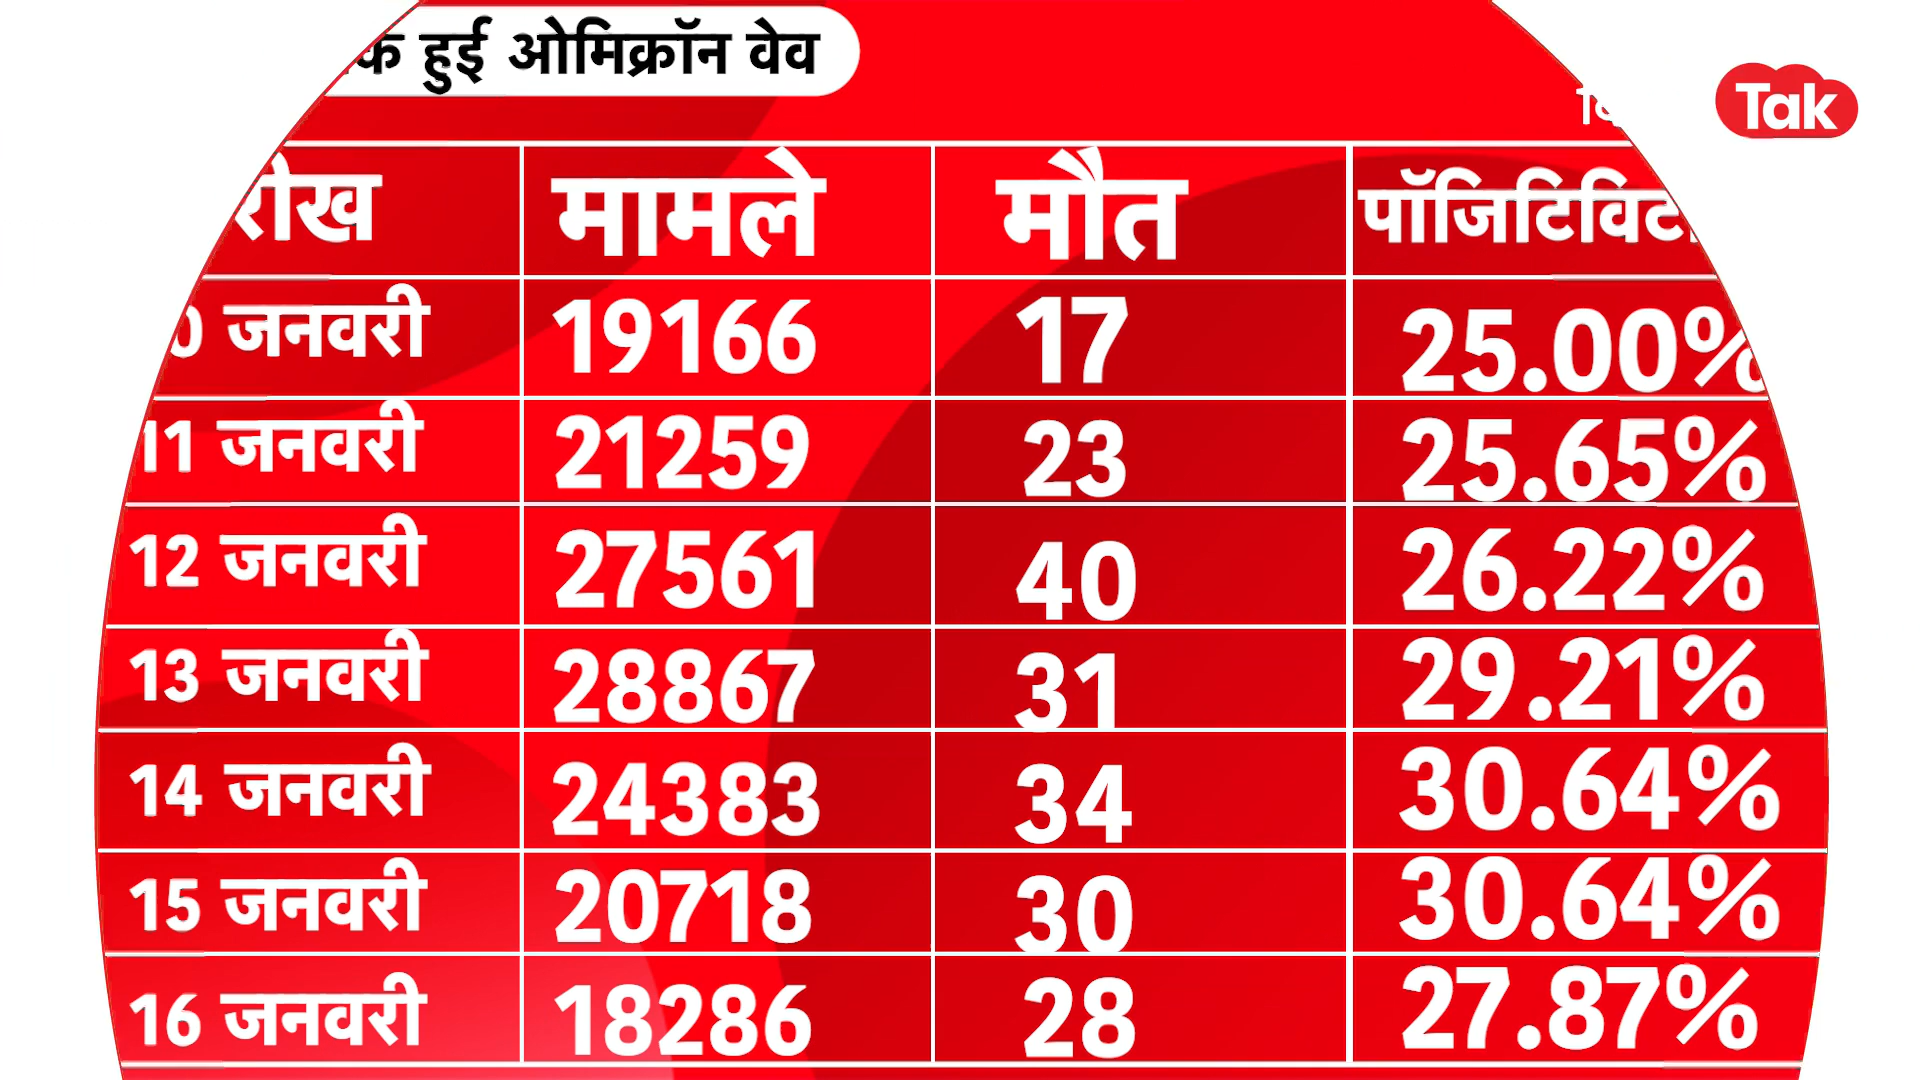 हुई ओमिक्रॉन वेव
Tak
मामले मौत
जनवरी 19166 17 25.00%
11 जनवरी 21259 23 25.65%
12 जनवरी 27561 40 26.22%
13 जनवरी 28867 31 29.21%
14 जनवरी 24383 34 30.64%
15 जनवरी 20718 30 30.64%
16 जनवरी 18286 28 27.87%